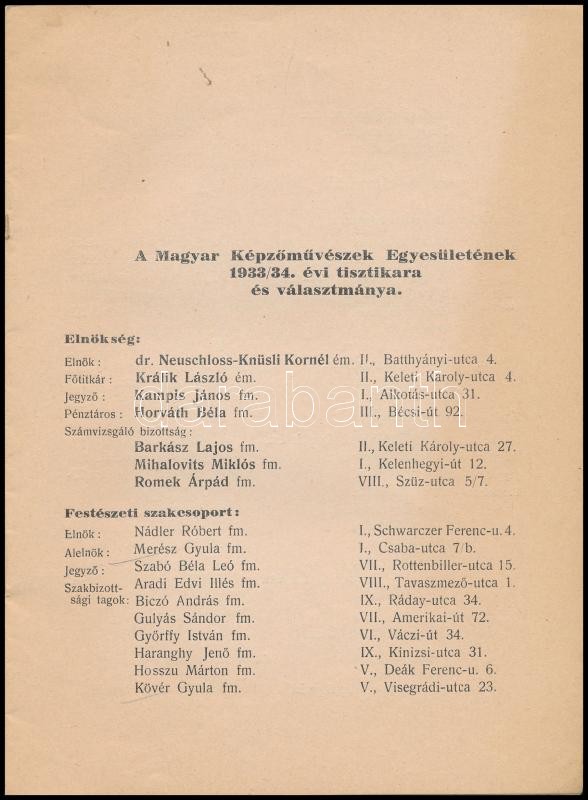 A Magyar Képzőművészek Egyesületének
1933/34. évi tisztikara
és választmánya.
Elnökség:
Elnök: dr. Neuschloss-Knüsli Kornél ém. II., Batthyányi-utca 4.
Főtitkár: Králik László ém. II., Keleti Károly-utca 4.
Jegyző: Kampis János fm. I., Alkotás-utca 31.
Pénztáros: Horváth Béla fm. III., Bécsi-út 92.
Számvizsgáló bizottság:
Barkász Lajos fm. II., Keleti Károly-utca 27.
Mihalovits Miklós fm. I., Kelenhegyi-út 12.
Romek Árpád fm. VIII., Szűz-utca 5/7.
Festészeti szakcsoport:
Elnök: Nádler Róbert fm. I., Schwarczer Ferenc-u. 4.
Alelnök: Merész Gyula fm. I., Csaba-utca 7/b.
Jegyző: Szabó Béla Leó fm. VII., Rottenbiller-utca 15.
Szakbizott- Aradi Edvi Illés fm. VIII., Tavaszmező-utca 1.
sági tagok: Biczó András fm. IX., Ráday-utca 34.
Gulyás Sándor fm. VII., Amerikai-út 72.
Győrffy István fm. VI., Váczi-út 34.
Haranghy Jenő fm. IX., Kinizsi-utca 31.
Hosszu Márton fm. V., Deák Ferenc-u. 6.
Kövér Gyula fm. V., Visegrádi-utca 23.
darabanth